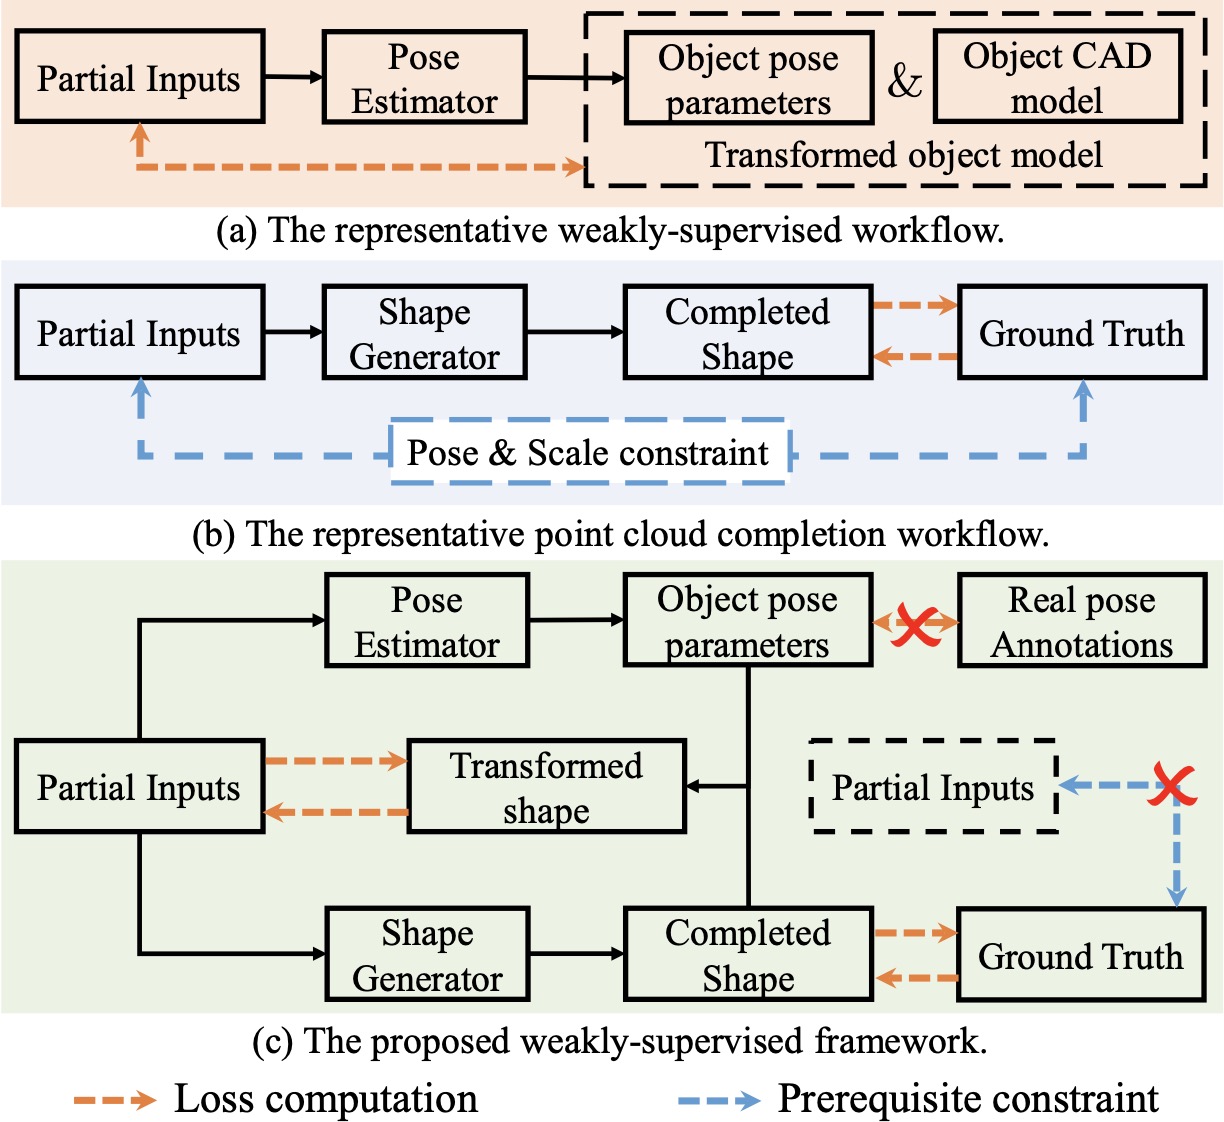 Partial Inputs
Pose
Estimator
Object pose
parameters
&
Object CAD
model
Transformed object model
(a) The representative weakly-supervised workflow.
Partial Inputs
Shape
Generator
Completed
Shape
Ground Truth
Pose & Scale constraint
(b) The representative point cloud completion workflow.
Pose
Estimator
Object pose
parameters
Real pose
Annotations
Partial Inputs
Transformed
shape
Partial Inputs
Shape
Generator
Completed
Shape
Ground Truth
(c) The proposed weakly-supervised framework.
Loss computation
Prerequisite constraint